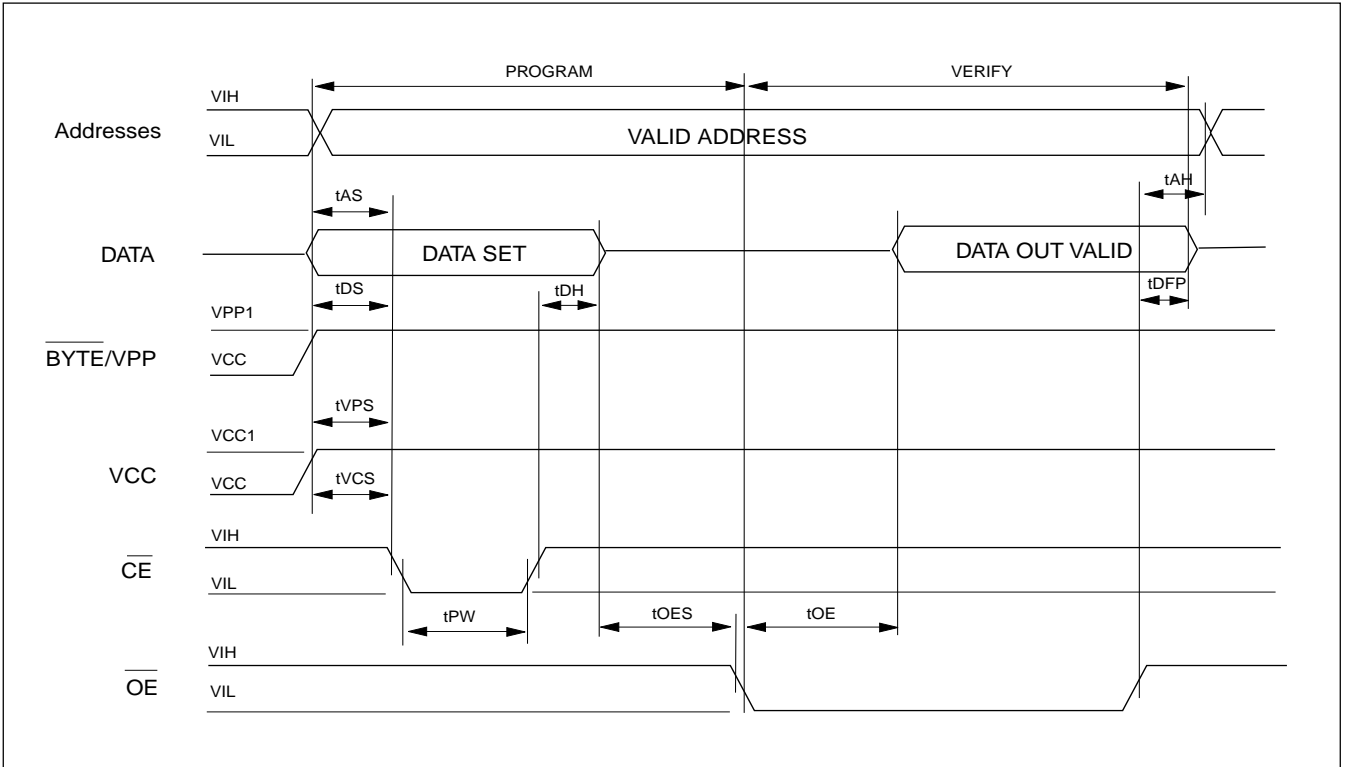 PROGRAM VERIFY
VIH
Addresses
VIL
VALID ADDRESS
tAS
tAH
DATA
DATA SET
DATA OUT VALID
tDS
tDH
tDFP
VPP1
BYTE/VPP
VCC
tVPS
VCC1
VCC
VCC
tVCS
VIH
CE
VIL
tPW
tOES
tOE
VIH
OE
VIL